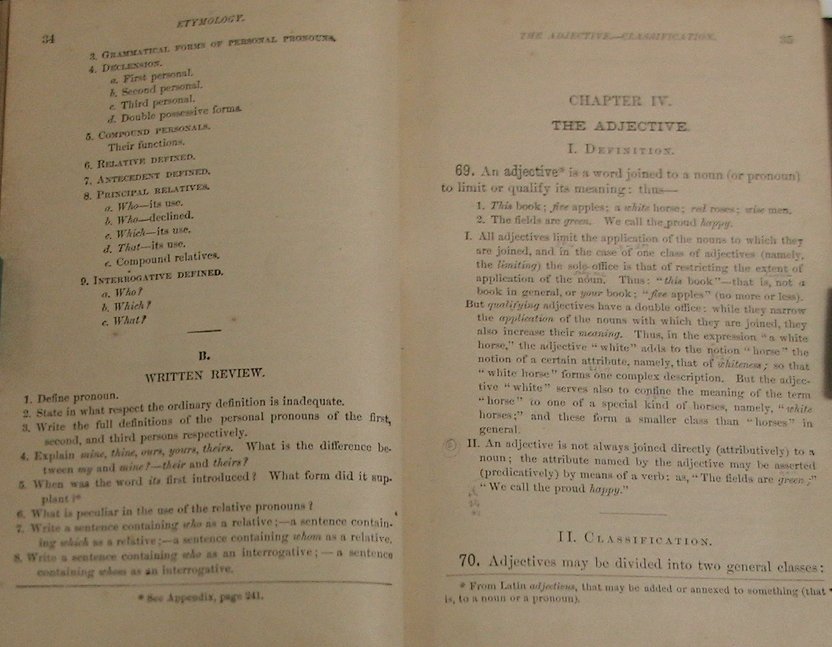 34
ETYMOLOGY.
3. GRAMMATICAL FORMS OF PERSONAL PRONOUNS.
4. DECLENSION.
a. First personal.
b. Second personal.
c. Third personal.
d. Double possessive forms.
5. COMPOUND PERSONALS.
Their functions.
6. RELATIVE DEFINED.
7. ANTECEDENT DEFINED.
8. PRINCIPAL RELATIVES.
a. Who—its use.
b. Who—declined.
c. Which—its use.
d. That—its use.
e. Compound relatives.
9. INTERROGATIVE DEFINED.
a. Who?
b. Which?
c. What?
B.
WRITTEN REVIEW.
1. Define pronoun.
2. State in what respect the ordinary definition is inadequate.
3. Write the full definitions of the personal pronouns of the first,
second, and third persons respectively.
4. Explain mine, thine, ours, yours, theirs. What is the difference be-
tween my and mine?—their and theirs?
5. When was the word its first introduced? What form did it sup-
plant?*
6. What is peculiar in the use of the relative pronouns?
7. Write a sentence containing who as a relative;—a sentence contain-
ing which as a relative;—a sentence containing whom as a relative.
8. Write a sentence containing who as an interrogative;—a sentence
containing whom as an interrogative.
* See Appendix, page 241.
THE ADJECTIVE.—CLASSIFICATION.
35
CHAPTER IV.
THE ADJECTIVE.
I. DEFINITION.
69. An adjective* is a word joined to a noun (or pronoun)
to limit or qualify its meaning: thus—
1. This book; five apples; a white horse; red roses; wise men.
2. The fields are green. We call the proud happy.
I. All adjectives limit the application of the nouns to which they
are joined, and in the case of one class of adjectives (namely,
the limiting) the sole office is that of restricting the extent of
application of the noun. Thus: "this book"—that is, not a
book in general, or your book; "five apples" (no more or less).
But qualifying adjectives have a double office: while they narrow
the application of the nouns with which they are joined, they
also increase their meaning. Thus, in the expression "a white
horse," the adjective "white" adds to the notion "horse" the
notion of a certain attribute, namely, that of whiteness; so that
"white horse" forms one complex description. But the adjec-
tive "white" serves also to confine the meaning of the term
"horse" to one of a special kind of horses, namely, "white
horses;" and these form a smaller class than "horses" in
general.
II. An adjective is not always joined directly (attributively) to a
noun; the attribute named by the adjective may be asserted
(predicatively) by means of a verb: as, "The fields are green;"
"We call the proud happy."
II. CLASSIFICATION.
70. Adjectives may be divided into two general classes:
* From Latin adjectivus, that may be added or annexed to something (that
is, to a noun or a pronoun).